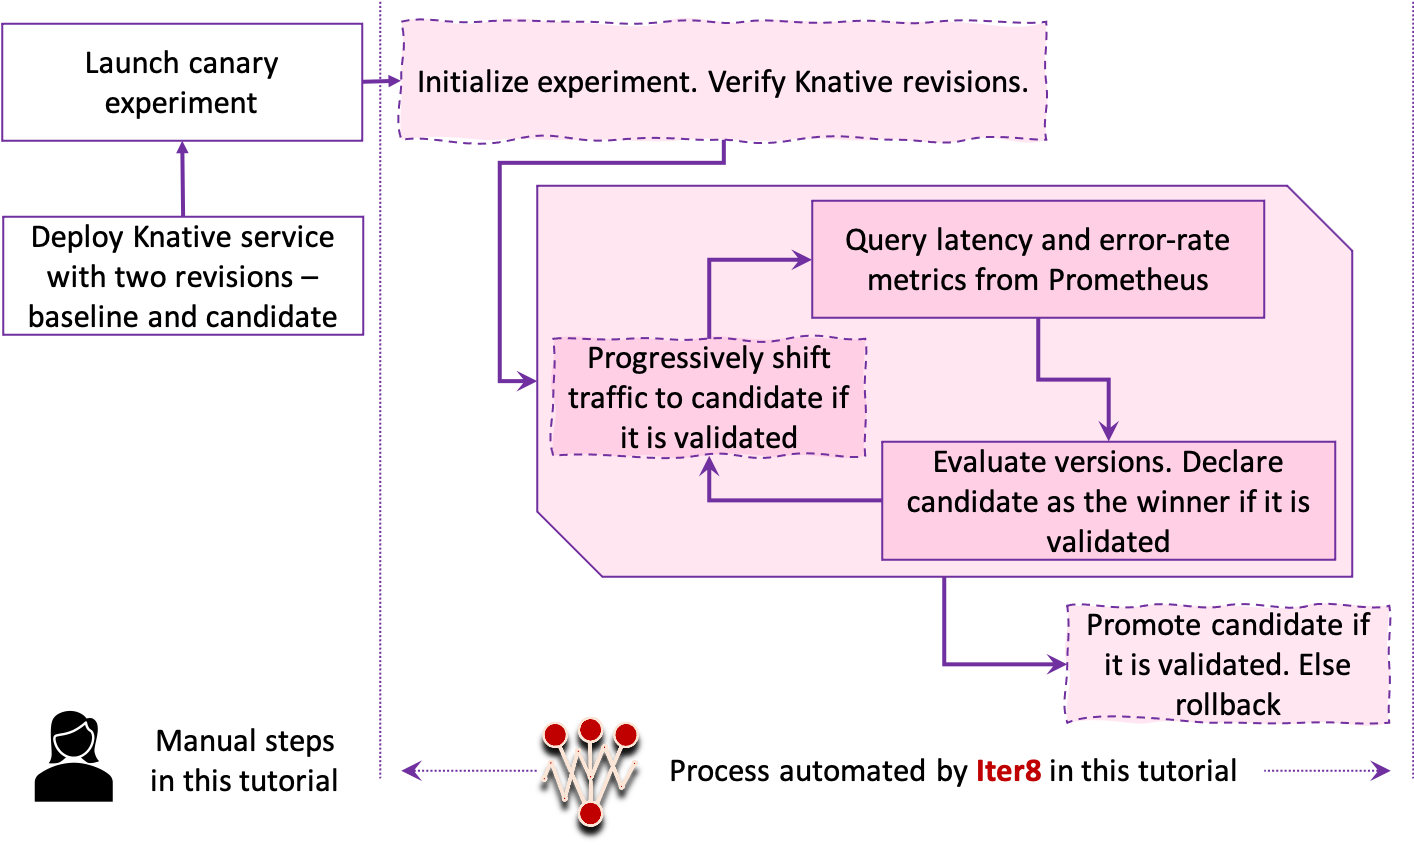 Launch canary
experiment
Initialize experiment. Verify Knative revisions.
Deploy Knative service
with two revisions –
baseline and candidate
Query latency and error-rate
metrics from Prometheus
Progressively shift
traffic to candidate if
it is validated
Evaluate versions. Declare
candidate as the winner if it is
validated
Promote candidate if
it is validated. Else
rollback
Manual steps
in this tutorial
Process automated by Iter8 in this tutorial